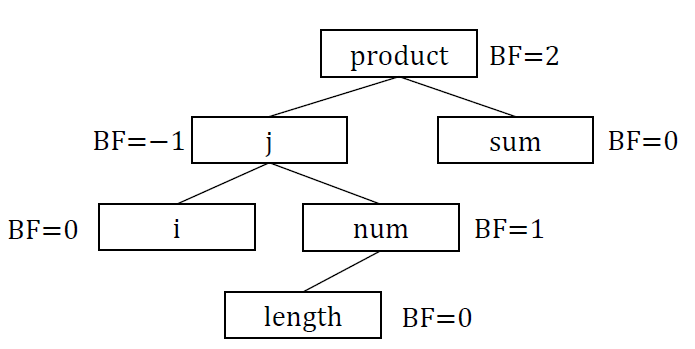 product BF=2
BF=−1 j sum BF=0
BF=0 i num BF=1
length BF=0